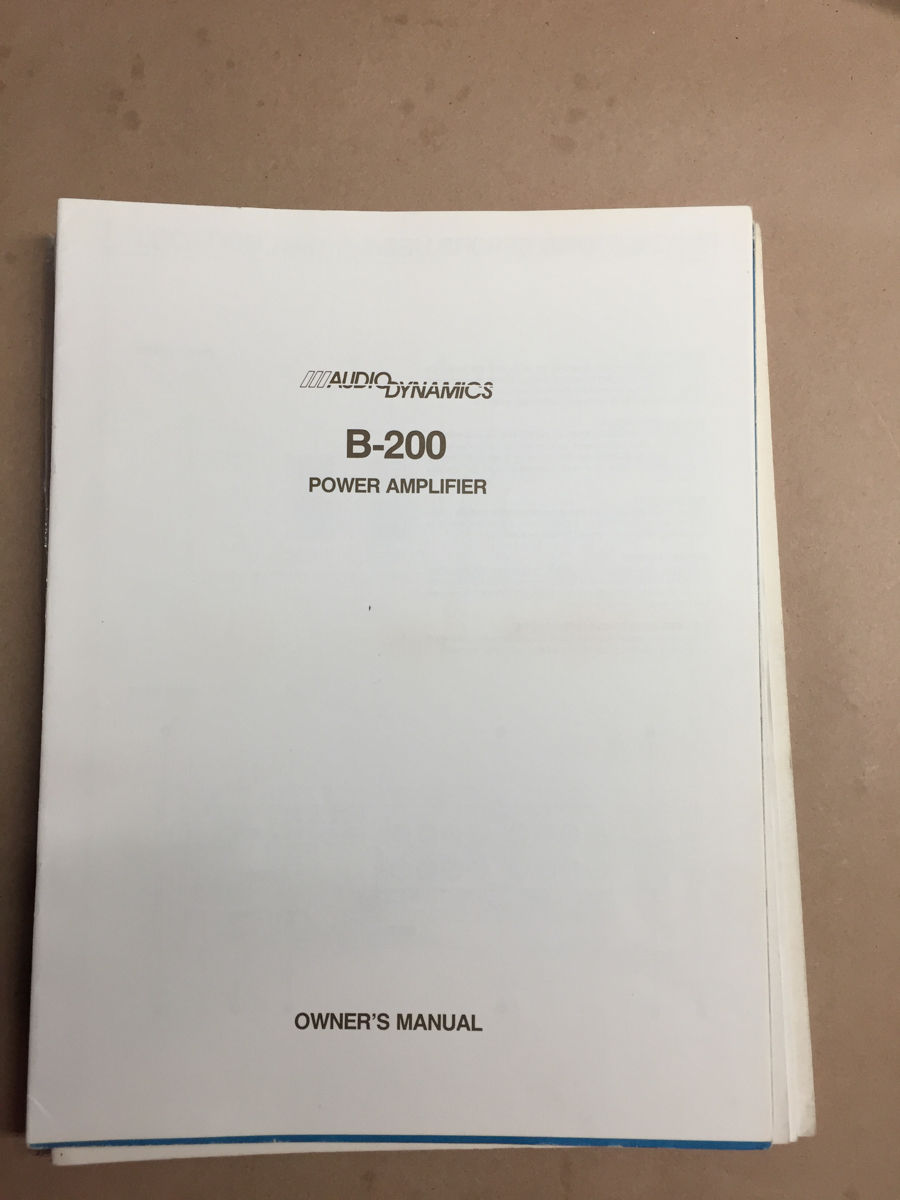 AUDIO DYNAMICS
B-200
POWER AMPLIFIER
OWNER'S MANUAL